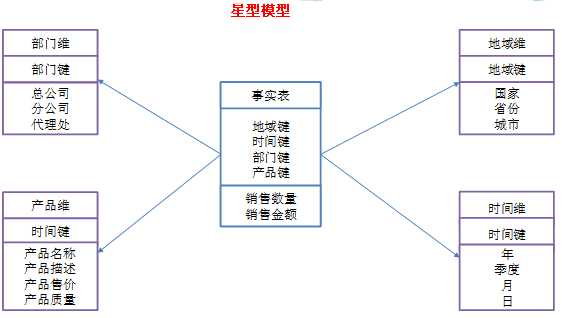 星型模型
部门维
部门键
总公司
分公司
代理处
地域维
地域键
国家
省份
城市
事实表
地域键
时间键
部门键
产品键
销售数量
销售金额
产品维
时间键
产品名称
产品描述
产品售价
产品质量
时间维
时间键
年
季度
月
日